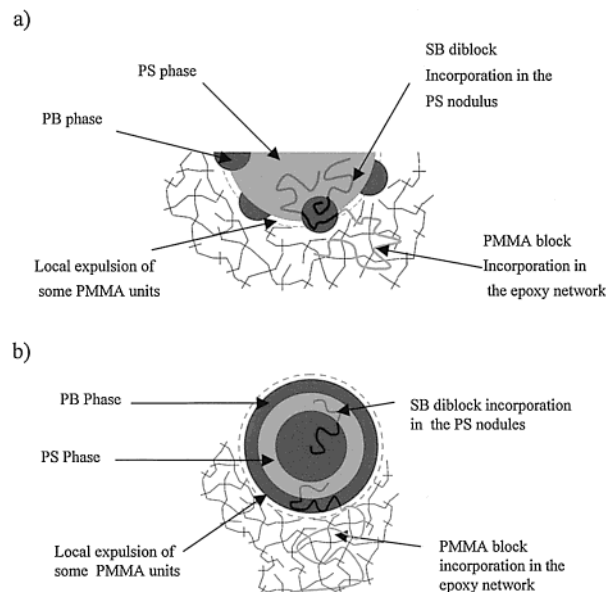 a)
PS phase
PB phase
SB diblock
Incorporation in the
PS nodulus
Local expulsion of
some PMMA units
PMMA block
Incorporation in
the epoxy network
b)
PB Phase
PS Phase
SB diblock incorporation
in the PS nodules
Local expulsion of
some PMMA units
PMMA block
incorporation in the
epoxy network